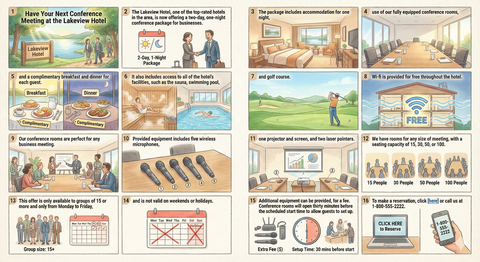 1
Have Your Next Conference
Meeting at the Lakeview Hotel
Lakeview
Hotel
2
The Lakeview Hotel, one of the top-rated hotels
in the area, is now offering a two-day, one-night
conference package for businesses.
2-Day, 1-Night
Package
3
The package includes accommodation for one
night,
4
use of our fully equipped conference rooms,
5
and a complimentary breakfast and dinner for
each guest.
Breakfast
Dinner
Complimentary
Complimentary
6
It also includes access to all of the hotel's
facilities, such as the sauna, swimming pool,
7
and golf course.
8
Wi-fi is provided for free throughout the hotel.
FREE
9
Our conference rooms are perfect for any
business meeting.
10
Provided equipment includes five wireless
microphones,
11
one projector and screen, and two laser pointers.
12
We have rooms for any size of meeting, with a
seating capacity of 15, 30, 50, or 100.
15 People
30 People
50 People
100 People
13
This offer is only available to groups of 15 or
more and only from Monday to Friday,
Group size: 15+
14
and is not valid on weekends or holidays.
15
Additional equipment can be provided, for a fee.
Conference rooms will open thirty minutes before
the scheduled start time to allow guests to set up.
Extra Fee ($)
Setup Time: 30 mins before start
16
To make a reservation, click [here] or call us at
1-800-555-2222.
CLICK HERE
to Reserve
1-800-
555-
2222